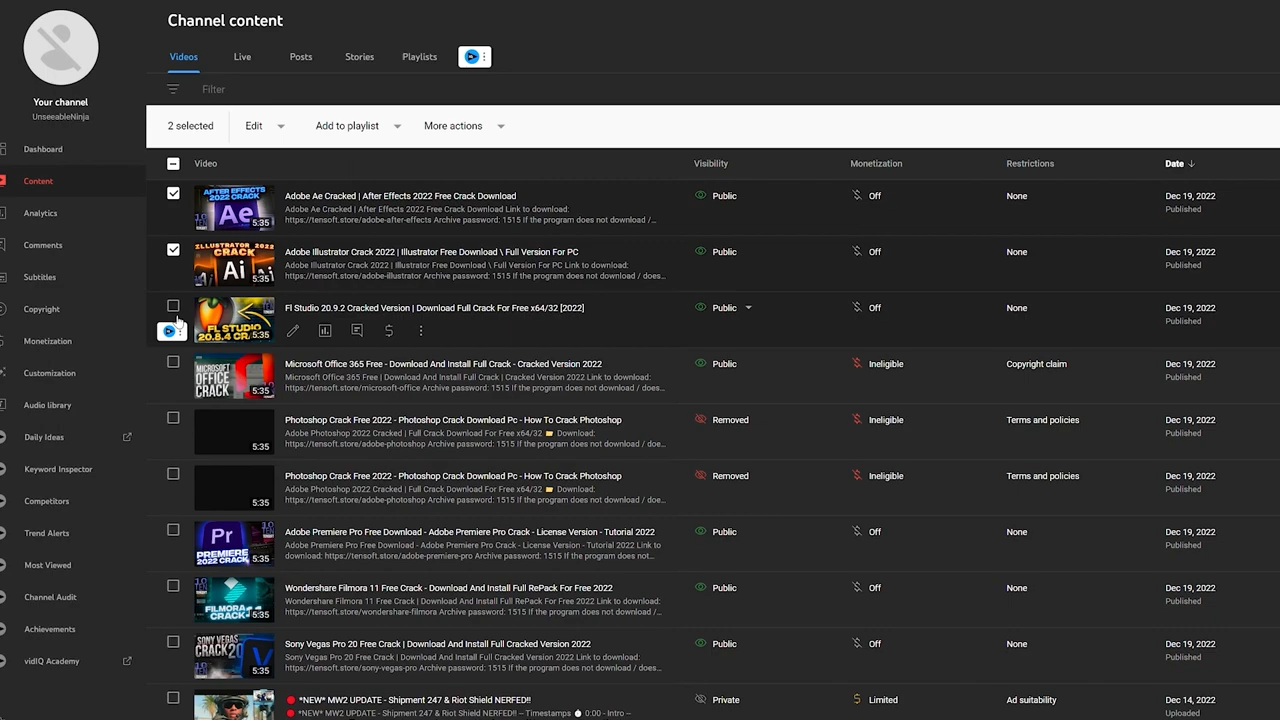 Channel content
Videos
Live
Posts
Stories
Playlists
Filter
Your channel
UnseeableNinja
2 selected
Edit
Add to playlist
More actions
Dashboard
Content
Analytics
Comments
Subtitles
Copyright
Monetization
Customization
Audio library
Daily Ideas
Keyword Inspector
Competitors
Trend Alerts
Most Viewed
Channel Audit
Achievements
vidIQ Academy
Video
Visibility
Monetization
Restrictions
Date
AFTER EFFECTS
2022 CRACK
Ae
5:35
Adobe Ae Cracked | After Effects 2022 Free Crack Download
Adobe Ae Cracked | After Effects 2022 Free Crack Download Link to download:
https://tensoft.store/adobe-after-effects Archive password: 1515 If the program does not download /...
Public
Off
None
Dec 19, 2022
Published
ILLUSTRATOR 2022
CRACK
Ai
5:35
Adobe Illustrator Crack 2022 | Illustrator Free Download \ Full Version For PC
Adobe Illustrator Crack 2022 | Illustrator Free Download \ Full Version For PC Link to download:
https://tensoft.store/adobe-illustrator Archive password: 1515 If the program does not download / does...
Public
Off
None
Dec 19, 2022
Published
FL STUDIO
20.8.4 CR
5:35
Fl Studio 20.9.2 Cracked Version | Download Full Crack For Free x64/32 [2022]
Public
Off
None
Dec 19, 2022
Published
MICROSOFT
OFFICE
CRACK
5:35
Microsoft Office 365 Free - Download And Install Full Crack - Cracked Version 2022
Microsoft Office 365 Free | Download And Install Full Crack | Cracked Version 2022 Link to download:
https://tensoft.store/microsoft-office Archive password: 1515 If the program does not download / does...
Public
Ineligible
Copyright claim
Dec 19, 2022
Published
5:35
Photoshop Crack Free 2022 - Photoshop Crack Download Pc - How To Crack Photoshop
Adobe Photoshop 2022 Cracked | Full Crack Download For Free x64/32 Download:
https://tensoft.store/adobe-photoshop Archive password: 1515 If the program does not download / doe...
Removed
Ineligible
Terms and policies
Dec 19, 2022
Published
5:35
Photoshop Crack Free 2022 - Photoshop Crack Download Pc - How To Crack Photoshop
Adobe Photoshop 2022 Cracked | Full Crack Download For Free x64/32 Download:
https://tensoft.store/adobe-photoshop Archive password: 1515 If the program does not download / doe...
Removed
Ineligible
Terms and policies
Dec 19, 2022
Published
Pr
PREMIERE
2022 CRACK
5:35
Adobe Premiere Pro Free Download - Adobe Premiere Pro Crack - License Version - Tutorial 2022
Adobe Premiere Pro Free Download - Adobe Premiere Pro Crack - License Version - Tutorial 2022 Link to
download: https://tensoft.store/adobe-premiere-pro Archive password: 1515 If the program does not...
Public
Off
None
Dec 19, 2022
Published
FILMORA
CRACK
5:35
Wondershare Filmora 11 Free Crack - Download And Install Full RePack For Free 2022
Wondershare Filmora 11 Free Crack - Download And Install Full RePack For Free 2022 Link to download:
https://tensoft.store/wondershare-filmora Archive password: 1515 If the program does not download /...
Public
Off
None
Dec 19, 2022
Published
SONY VEGAS
CRACK20
5:35
Sony Vegas Pro 20 Free Crack | Download And Install Full Cracked Version 2022
Sony Vegas Pro 20 Free Crack | Download And Install Full Cracked Version 2022 Link to download:
https://tensoft.store/sony-vegas-pro Archive password: 1515 If the program does not download / does...
Public
Off
None
Dec 19, 2022
Published
*NEW* MW2 UPDATE - Shipment 247 & Riot Shield NERFED!!
*NEW* MW2 UPDATE - Shipment 247 & Riot Shield NERFED!! -- Timestamps 0:00 - Intro --
Private
Limited
Ad suitability
Dec 14, 2022
Uploaded